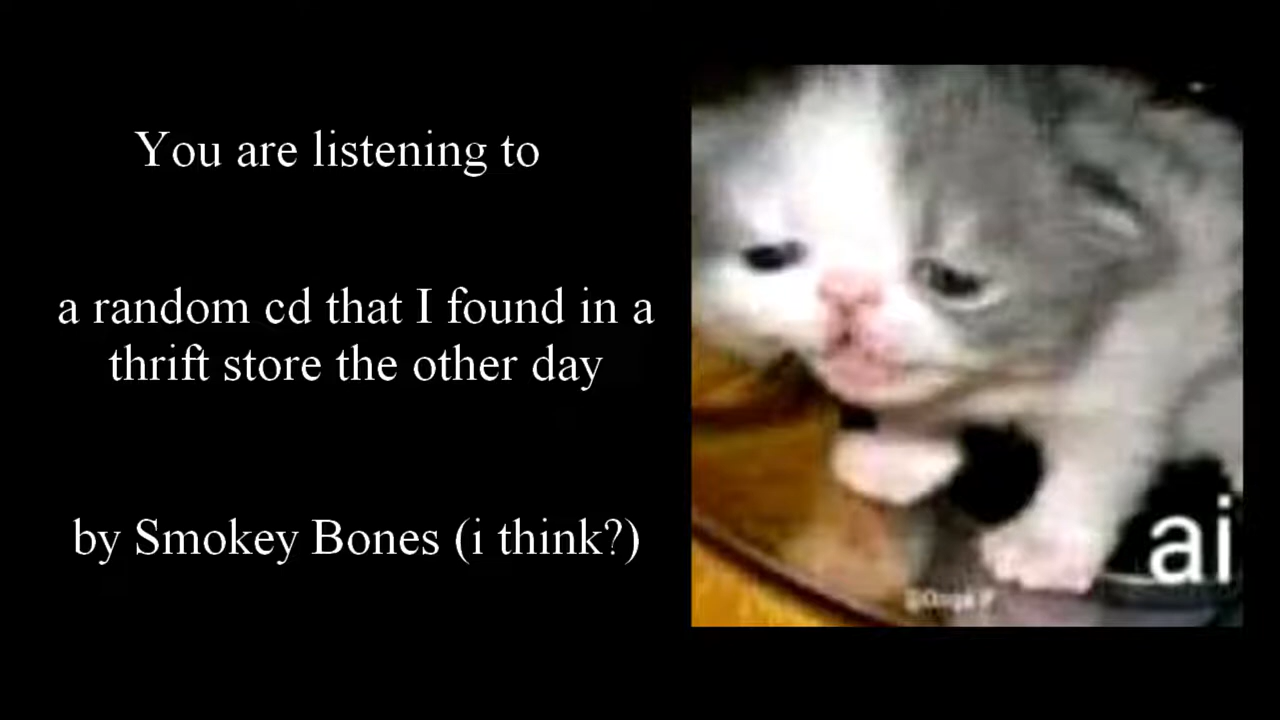 You are listening to
a random cd that I found in a
thrift store the other day
by Smokey Bones (i think?)
ai